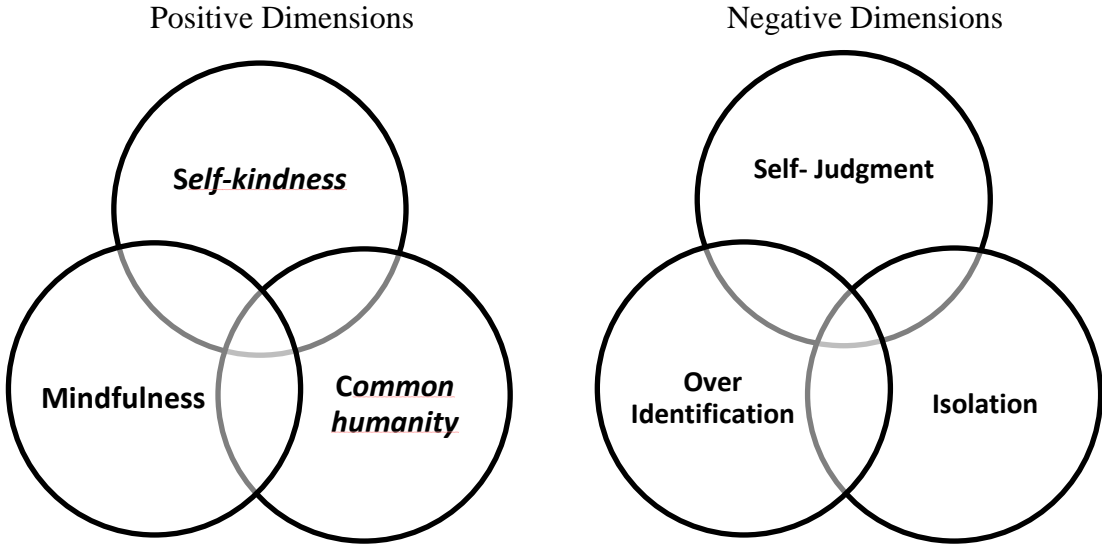 Positive Dimensions
Self-kindness
Mindfulness
Common
humanity
Negative Dimensions
Self- Judgment
Over
Identification
Isolation